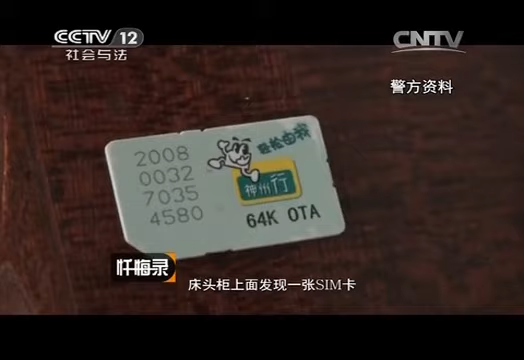 CCTV 12
社会与法
CNTV
警方资料
轻松由我
2008
0032
7035
4580
神州行
64K OTA
忏悔录
床头柜上面发现一张SIM卡